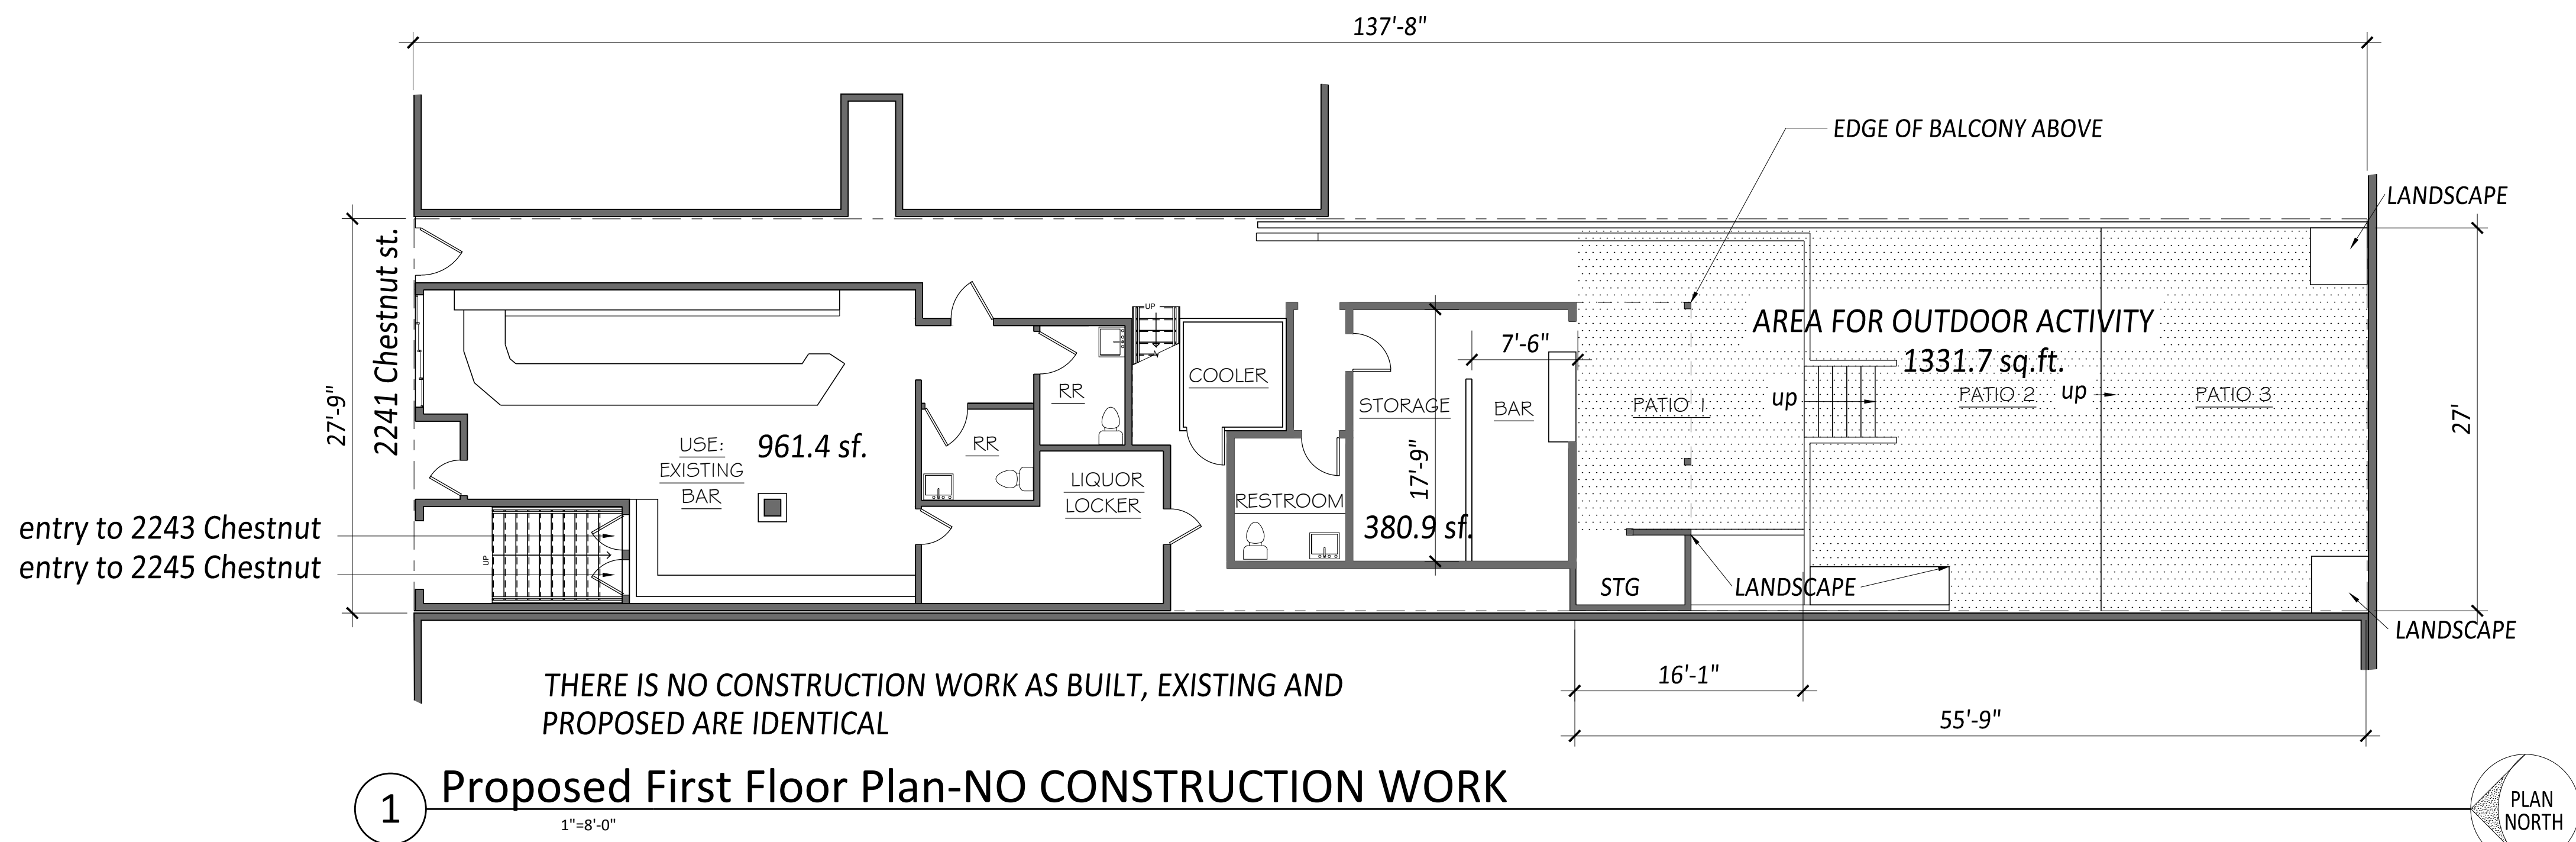 137'-8"
EDGE OF BALCONY ABOVE
LANDSCAPE
2241 Chestnut st.
27'-9"
UP
COOLER
RR
RR
USE:
EXISTING
BAR
961.4 sf.
LIQUOR
LOCKER
RESTROOM
STORAGE
17'-9"
380.9 sf.
7'-6"
BAR
AREA FOR OUTDOOR ACTIVITY
1331.7 sq.ft.
PATIO 1
up
PATIO 2
up
PATIO 3
27'
entry to 2243 Chestnut
entry to 2245 Chestnut
UP
STG
LANDSCAPE
LANDSCAPE
16'-1"
55'-9"
THERE IS NO CONSTRUCTION WORK AS BUILT, EXISTING AND
PROPOSED ARE IDENTICAL
1
Proposed First Floor Plan-NO CONSTRUCTION WORK
1"=8'-0"
PLAN
NORTH